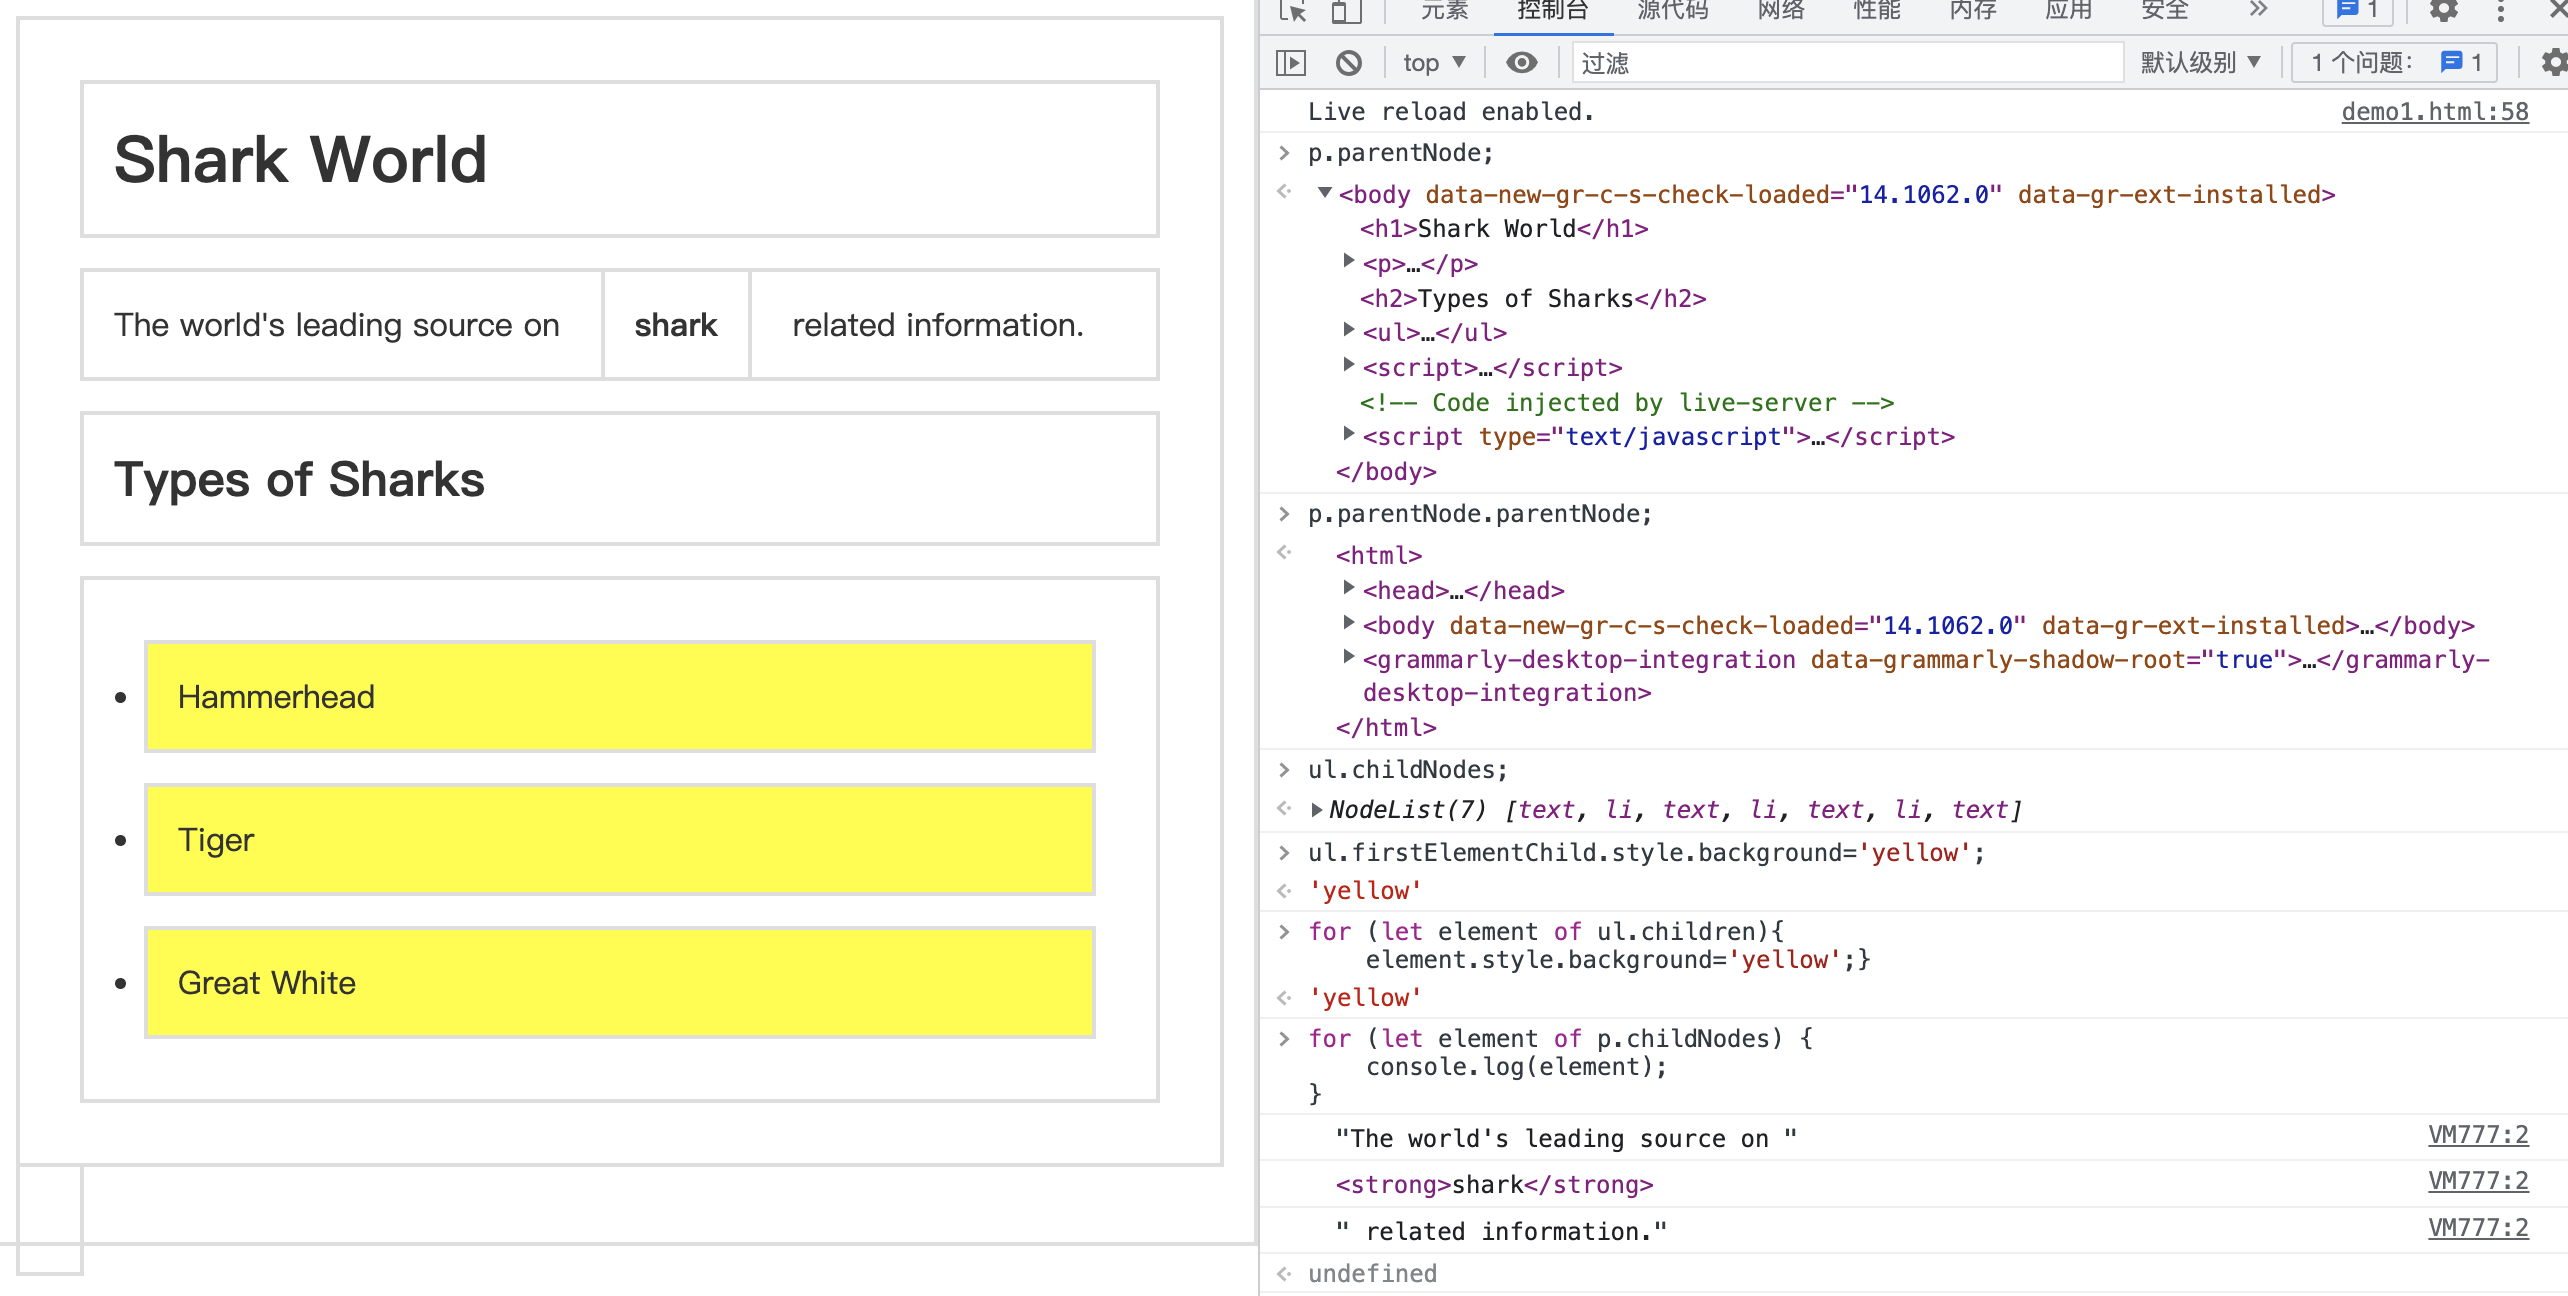 Shark World
The world's leading source on shark related information.
Types of Sharks
• Hammerhead
• Tiger
• Great White
元素 控制台 源代码 网络 性能 内存 应用 安全 » 1
top ▼ 过滤 默认级别 ▼ 1 个问题: 1
Live reload enabled. demo1.html:58
> p.parentNode;
<body data-new-gr-c-s-check-loaded="14.1062.0" data-gr-ext-installed>
<h1>Shark World</h1>
<p>…</p>
<h2>Types of Sharks</h2>
<ul>…</ul>
<script>…</script>
<!-- Code injected by live-server -->
<script type="text/javascript">…</script>
</body>
> p.parentNode.parentNode;
<html>
<head>…</head>
<body data-new-gr-c-s-check-loaded="14.1062.0" data-gr-ext-installed>…</body>
<grammarly-desktop-integration data-grammarly-shadow-root="true">…</grammarly-
desktop-integration>
</html>
> ul.childNodes;
NodeList(7) [text, li, text, li, text, li, text]
> ul.firstElementChild.style.background='yellow';
'yellow'
> for (let element of ul.children){
element.style.background='yellow';}
'yellow'
> for (let element of p.childNodes) {
console.log(element);
}
"The world's leading source on " VM777:2
<strong>shark</strong> VM777:2
" related information." VM777:2
undefined